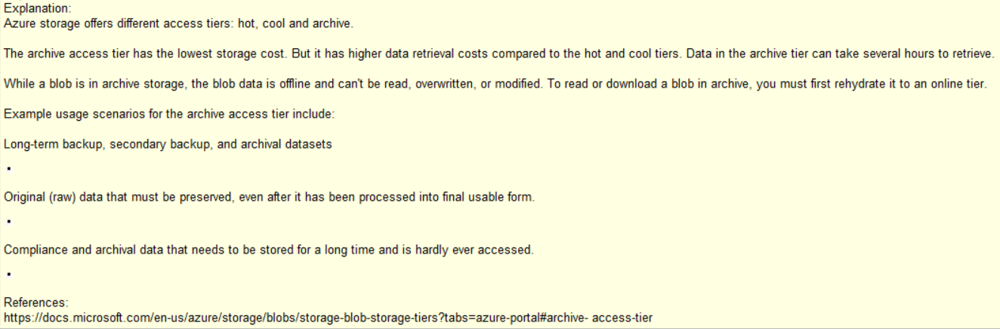 Explanation:
Azure storage offers different access tiers: hot, cool and archive.
The archive access tier has the lowest storage cost. But it has higher data retrieval costs compared to the hot and cool tiers. Data in the archive tier can take several hours to retrieve.
While a blob is in archive storage, the blob data is offline and can't be read, overwritten, or modified. To read or download a blob in archive, you must first rehydrate it to an online tier.
Example usage scenarios for the archive access tier include:
Long-term backup, secondary backup, and archival datasets
▪
Original (raw) data that must be preserved, even after it has been processed into final usable form.
▪
Compliance and archival data that needs to be stored for a long time and is hardly ever accessed.
▪
References:
https://docs.microsoft.com/en-us/azure/storage/blobs/storage-blob-storage-tiers?tabs=azure-portal#archive- access-tier